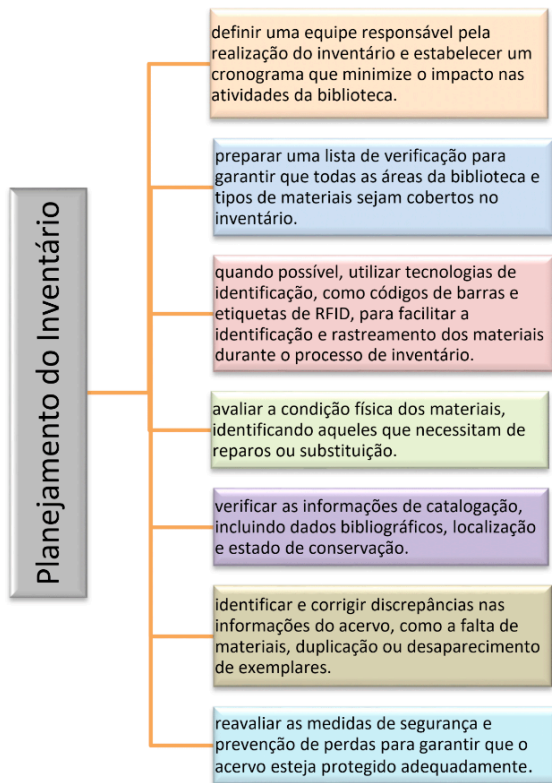 Planejamento do Inventário
definir uma equipe responsável pela
realização do inventário e estabelecer um
cronograma que minimize o impacto nas
atividades da biblioteca.
preparar uma lista de verificação para
garantir que todas as áreas da biblioteca e
tipos de materiais sejam cobertos no
inventário.
quando possível, utilizar tecnologias de
identificação, como códigos de barras e
etiquetas de RFID, para facilitar a
identificação e rastreamento dos materiais
durante o processo de inventário.
avaliar a condição física dos materiais,
identificando aqueles que necessitam de
reparos ou substituição.
verificar as informações de catalogação,
incluindo dados bibliográficos, localização
e estado de conservação.
identificar e corrigir discrepâncias nas
informações do acervo, como a falta de
materiais, duplicação ou desaparecimento
de exemplares.
reavaliar as medidas de segurança e
prevenção de perdas para garantir que o
acervo esteja protegido adequadamente.